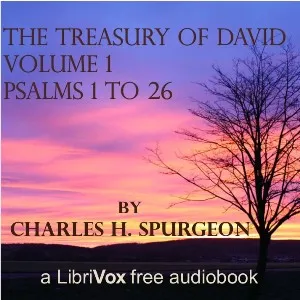 THE TREASURY OF DAVID
VOLUME 1
PSALMS 1 TO 26
BY
CHARLES H. SPURGEON
a LibriVox free audiobook